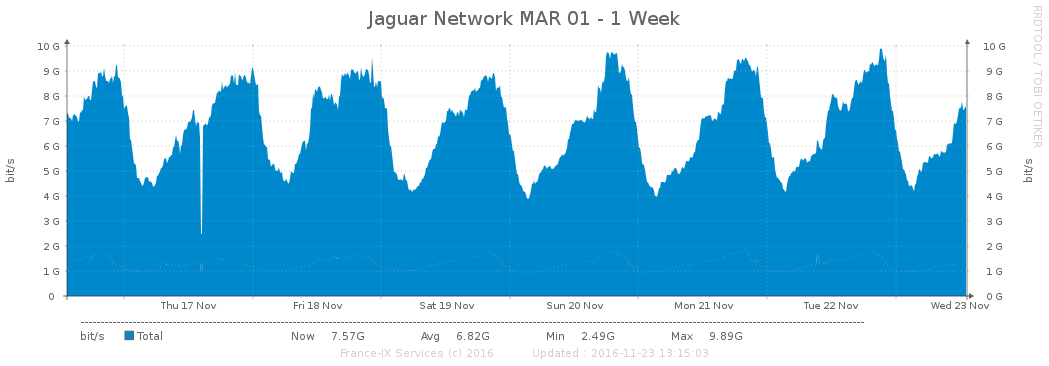 Jaguar Network MAR 01 - 1 Week
RRDTOOL / TOBI OETIKER
10 G 10 G
9 G 9 G
8 G 8 G
7 G 7 G
6 G 6 G
5 G 5 G
4 G 4 G
3 G 3 G
2 G 2 G
1 G 1 G
0 0 G
bit/s
bit/s
Thu 17 Nov Fri 18 Nov Sat 19 Nov Sun 20 Nov Mon 21 Nov Tue 22 Nov Wed 23 Nov
bit/s Total Now 7.57G Avg 6.82G Min 2.49G Max 9.89G
France-IX Services (c) 2016 Updated : 2016-11-23 13:15:03